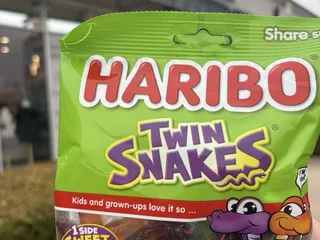 Share
HARIBO
TWIN
SNAKES
Kids and grown-ups love it so ...
1 SIDE
SWEET